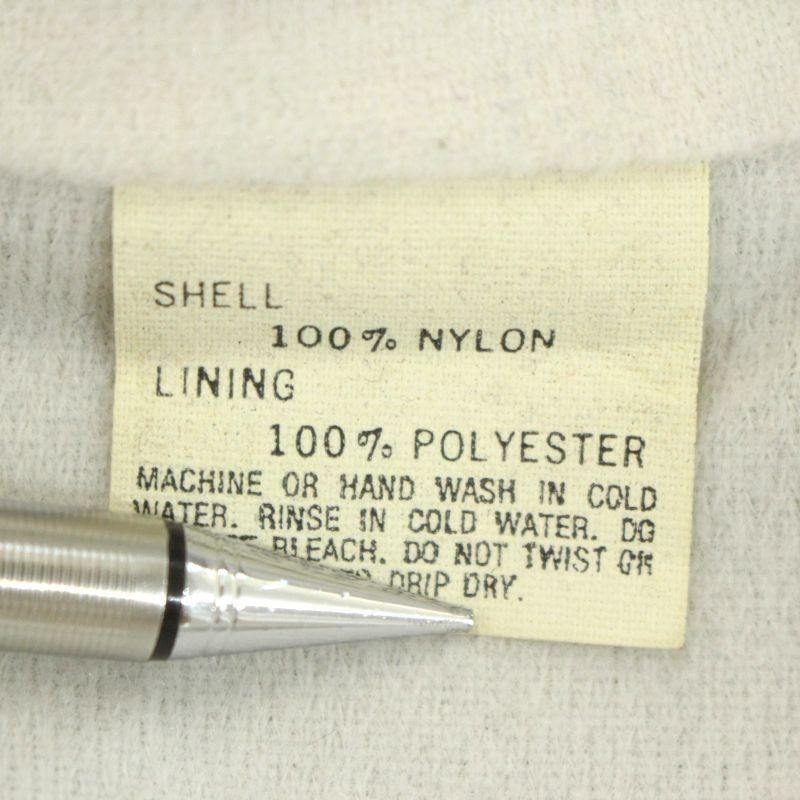 SHELL
100% NYLON
LINING
100% POLYESTER
MACHINE OR HAND WASH IN COLD
WATER. RINSE IN COLD WATER. DO
BLEACH. DO NOT TWIST OR
DRIP DRY.